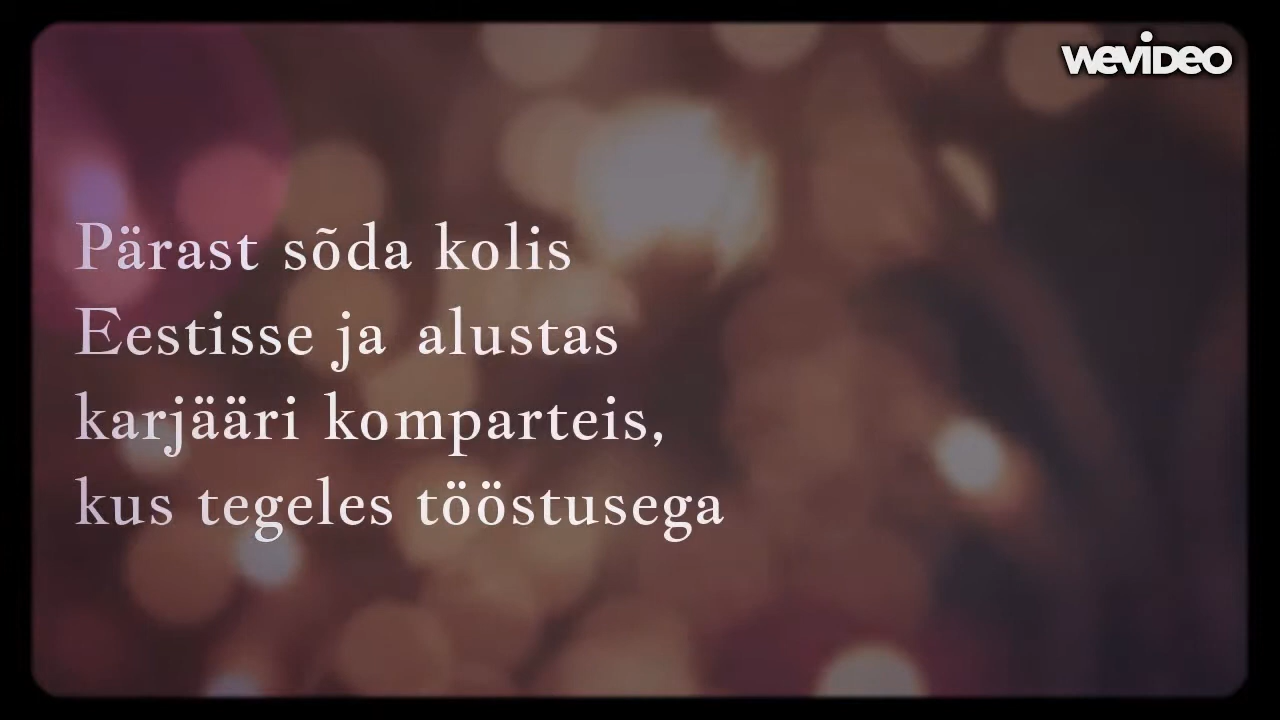 wevideo
Pärast sõda kolis
Eestisse ja alustas
karjääri komparteis,
kus tegeles tööstusega